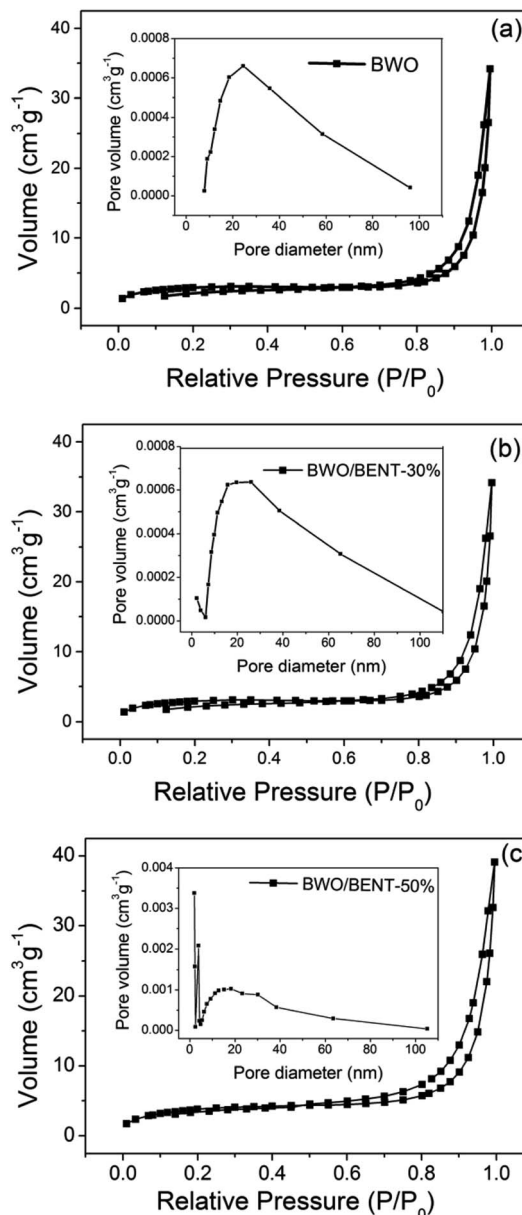 (a)
0.0008
0.0006
0.0004
0.0002
0.0000
Pore volume (cm³g⁻¹)
BWO
0 20 40 60 80 100
Pore diameter (nm)
40
30
20
10
0
Volume (cm³g⁻¹)
0.0 0.2 0.4 0.6 0.8 1.0
Relative Pressure (P/P₀)
(b)
0.0008
0.0006
0.0004
0.0002
0.0000
Pore volume (cm³g⁻¹)
BWO/BENT-30%
0 20 40 60 80 100
Pore diameter (nm)
40
30
20
10
0
Volume (cm³g⁻¹)
0.0 0.2 0.4 0.6 0.8 1.0
Relative Pressure (P/P₀)
(c
0.004
0.003
0.002
0.001
0.000
Pore volume (cm³g⁻¹)
BWO/BENT-50%
0 20 40 60 80 100
Pore diameter (nm)
40
30
20
10
0
Volume (cm³g⁻¹)
0.0 0.2 0.4 0.6 0.8 1.0
Relative Pressure (P/P₀)